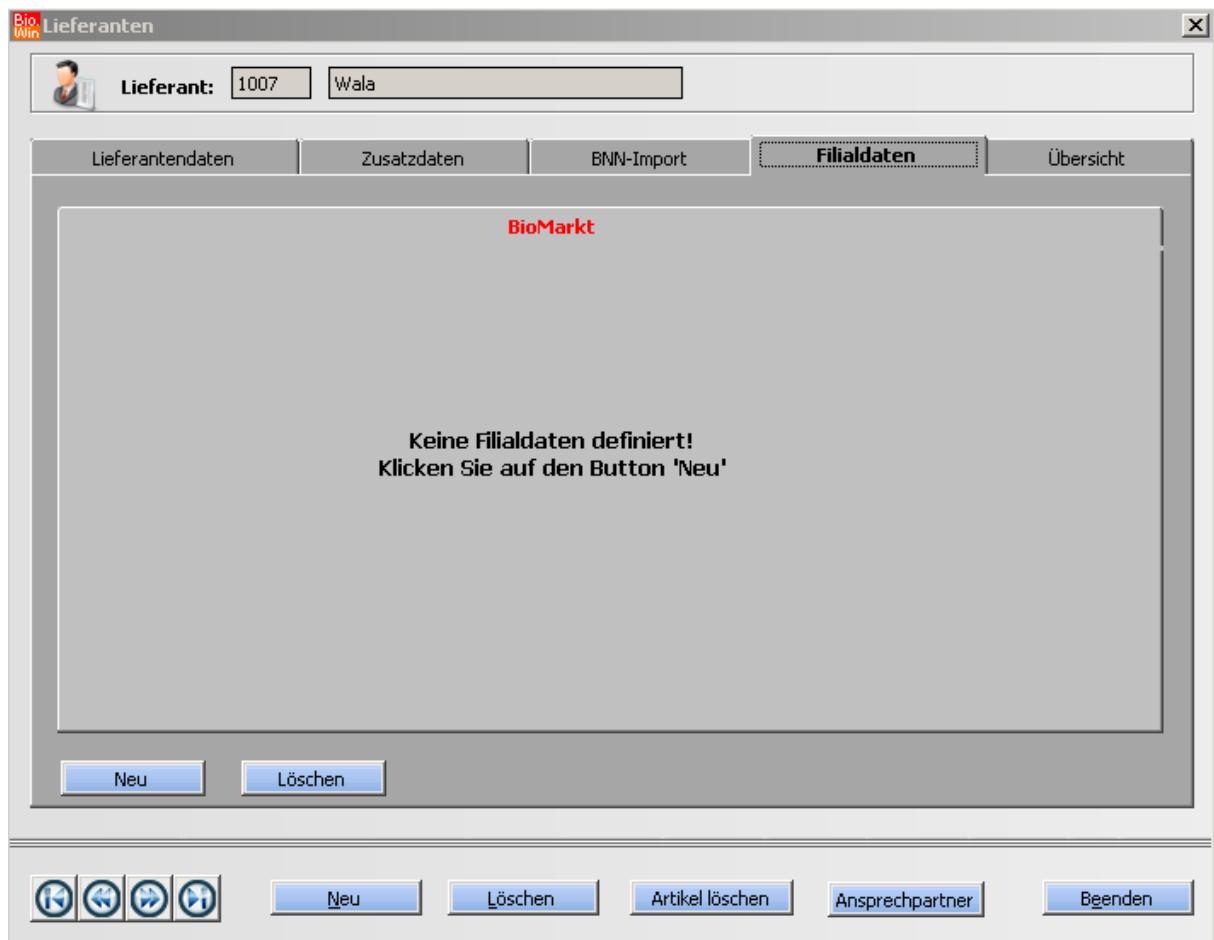 Bio.
Win
Lieferanten
Lieferant: 1007 Wala
Lieferantendaten Zusatzdaten BNN-Import Filialdaten Übersicht
BioMarkt
Keine Filialdaten definiert!
Klicken Sie auf den Button 'Neu'
Neu Löschen
Neu Löschen Artikel löschen Ansprechpartner Beenden